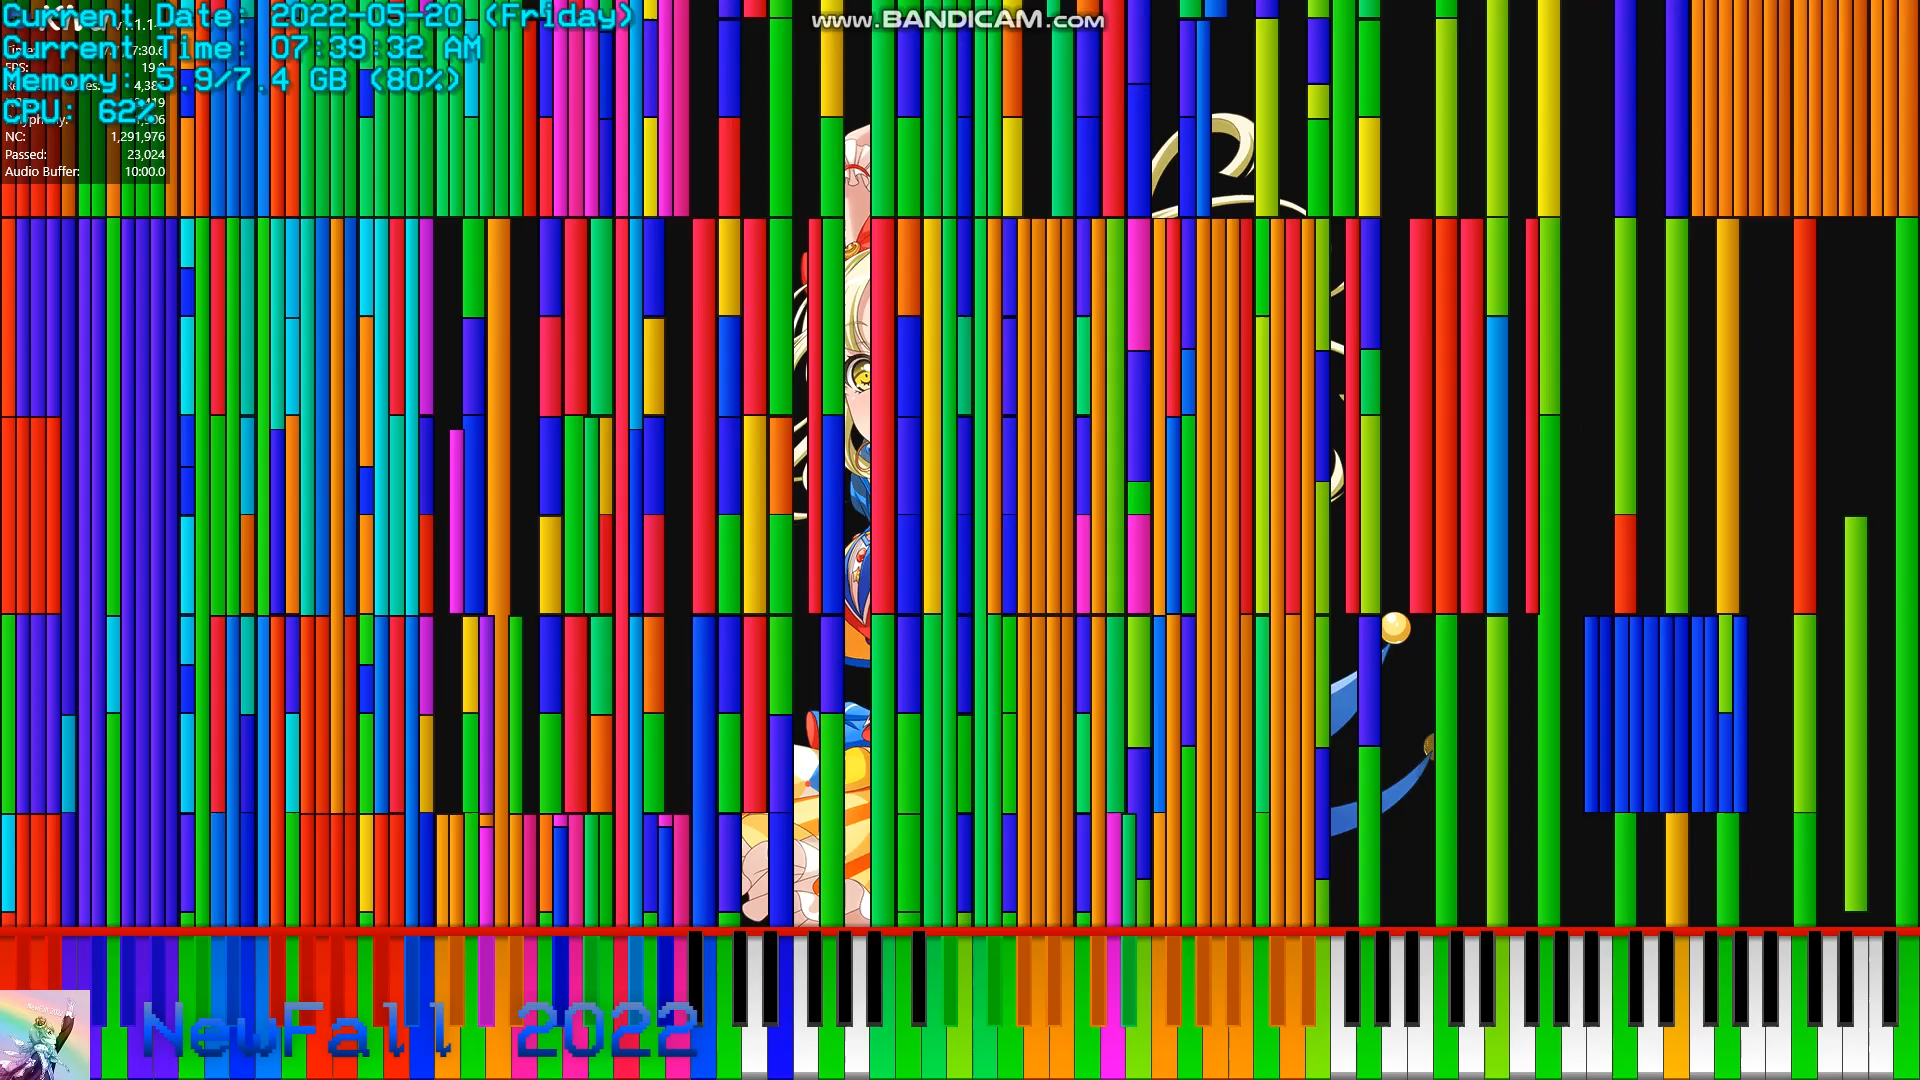 Current Date: 2022-05-20 (Friday)
Current Time: 07:39:32 AM
Memory: 5.9/7.4 GB (80%)
CPU: 62%
NC: 1,291,976
Passed: 23,024
Audio Buffer: 10:00.0
www.BANDICAM.com
NewFall 2022